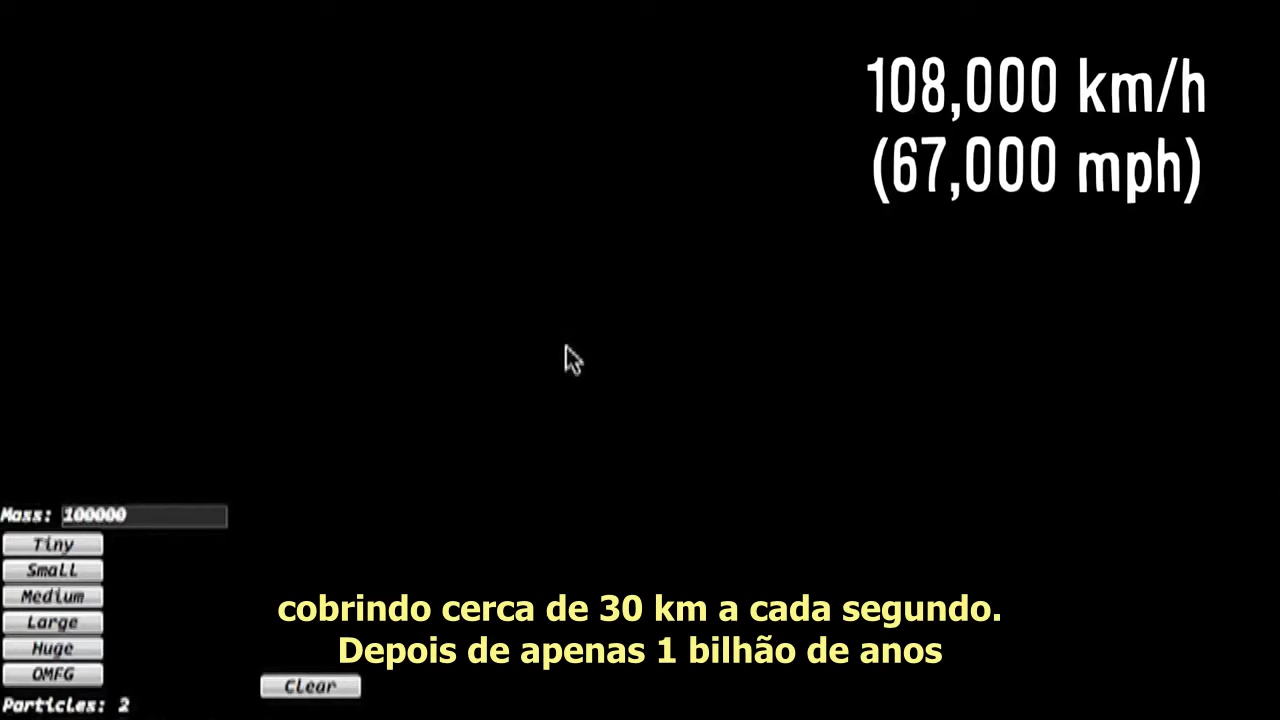 108,000 km/h
(67,000 mph)
Mass: 100000
Tiny
Small
Medium
Large
Huge
OMFG
Clear
Particles: 2
cobrindo cerca de 30 km a cada segundo.
Depois de apenas 1 bilhão de anos